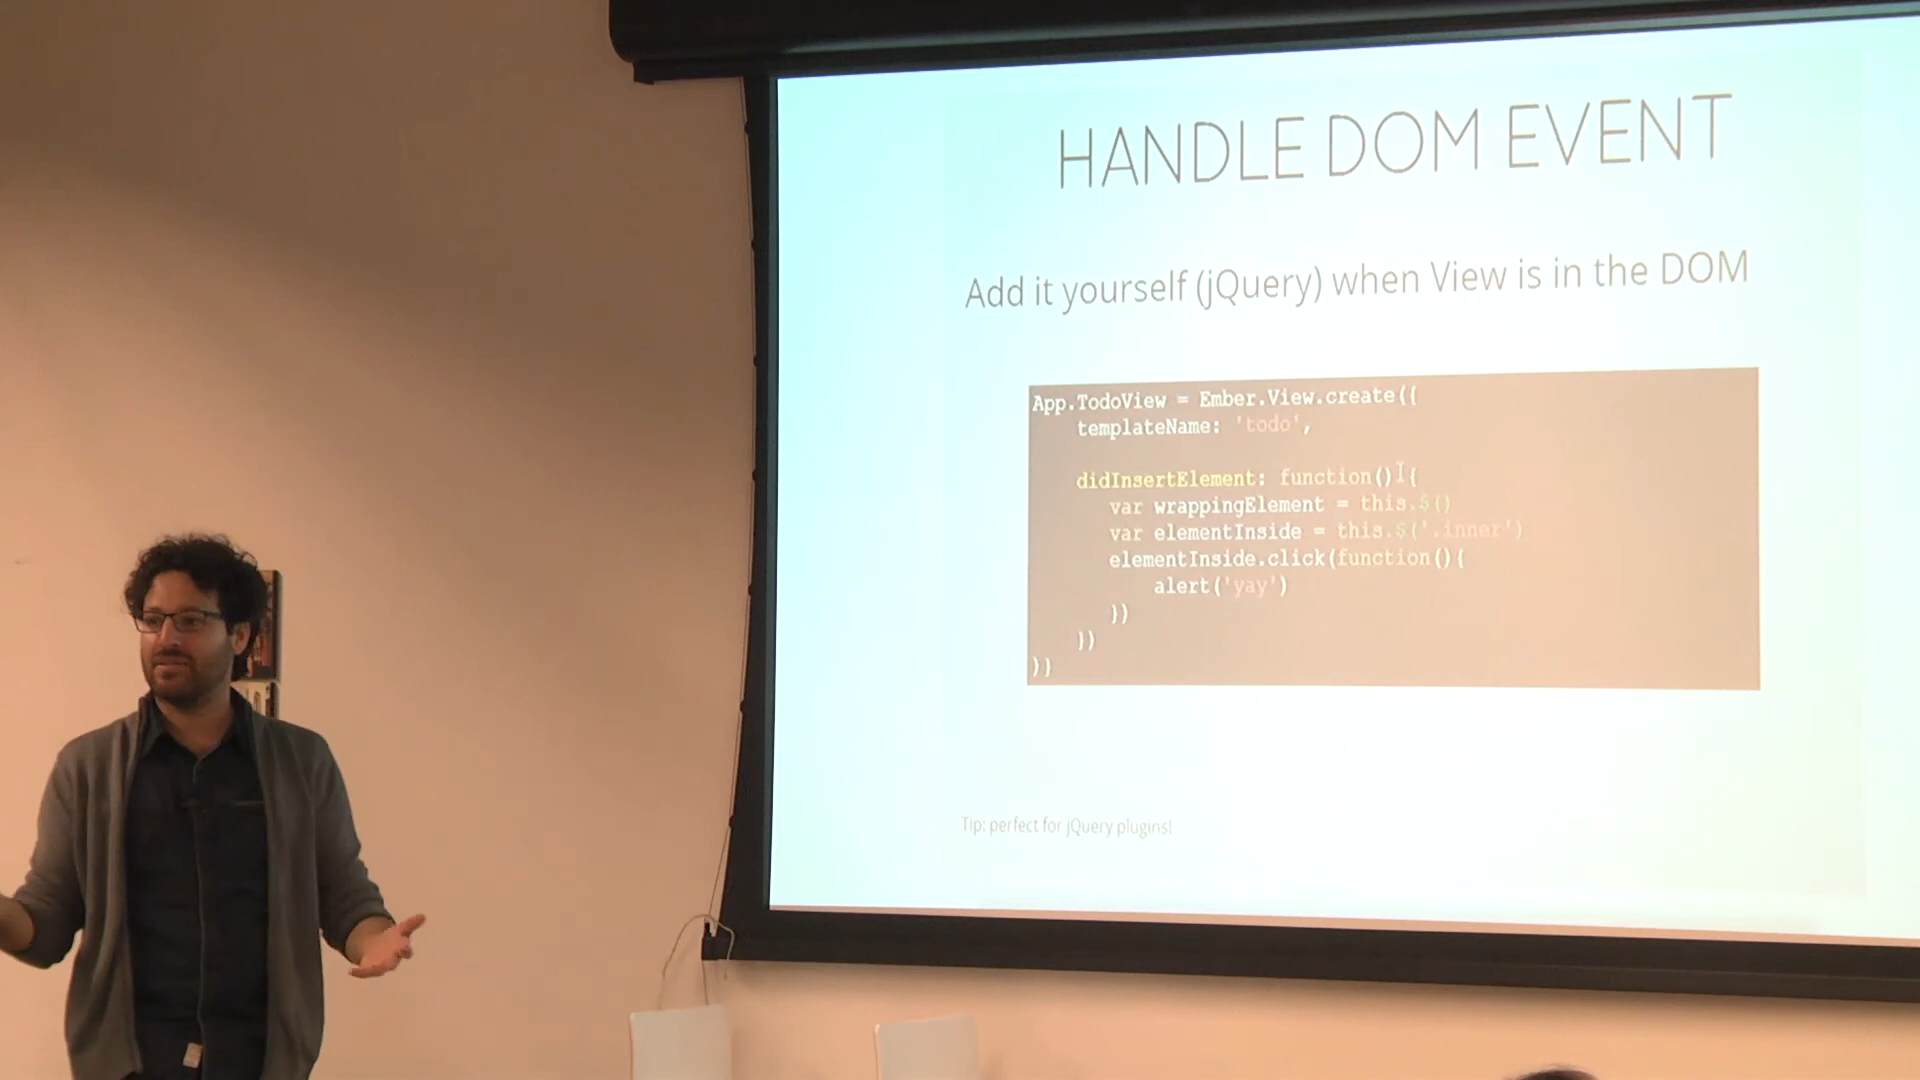 HANDLE DOM EVENT
Add it yourself (jQuery) when View is in the DOM
App.TodoView = Ember.View.create({
templateName: 'todo',
didInsertElement: function(){
var wrappingElement = this.$()
var elementInside = this.$('.inner')
elementInside.click(function(){
alert('yay')
})
})
})
Tip: perfect for jQuery plugins!